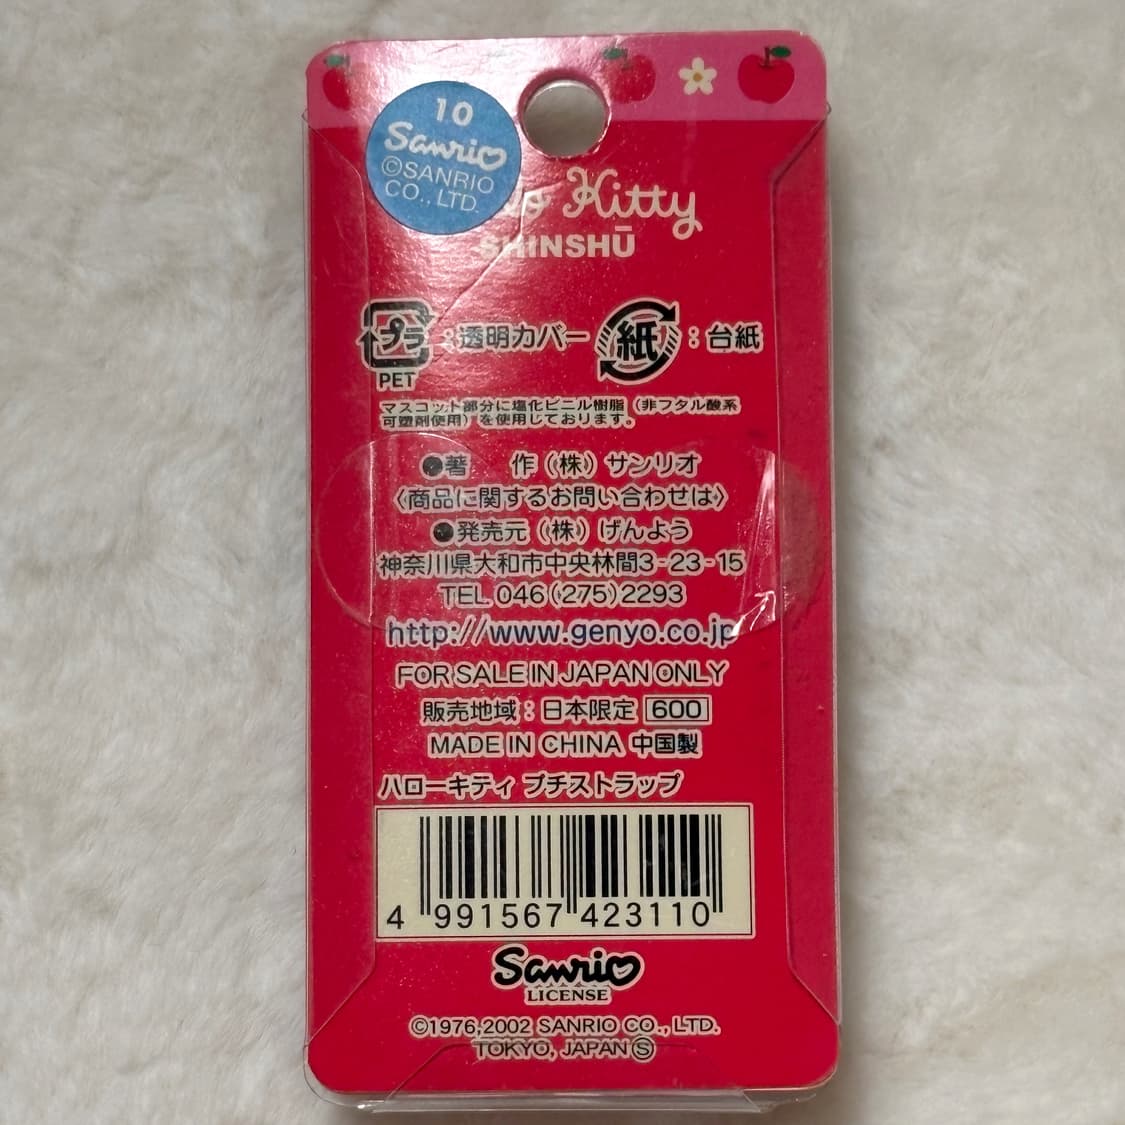 10
Sanrio
©SANRIO
CO., LTD.
Kitty
SHINSHŪ
プラ : 透明カバー 紙 : 台紙
PET
マスコット部分に塩化ビニル樹脂（非フタル酸系
可塑剤使用）を使用しております。
●著 作（株）サンリオ
〈商品に関するお問い合わせは〉
●発売元（株）げんよう
神奈川県大和市中央林間3-23-15
TEL 046(275)2293
http://www.genyo.co.jp
FOR SALE IN JAPAN ONLY
販売地域：日本限定 600
MADE IN CHINA 中国製
ハローキティ プチストラップ
4 991567 423110
Sanrio
LICENSE
©1976,2002 SANRIO CO., LTD.
TOKYO, JAPAN Ⓢ